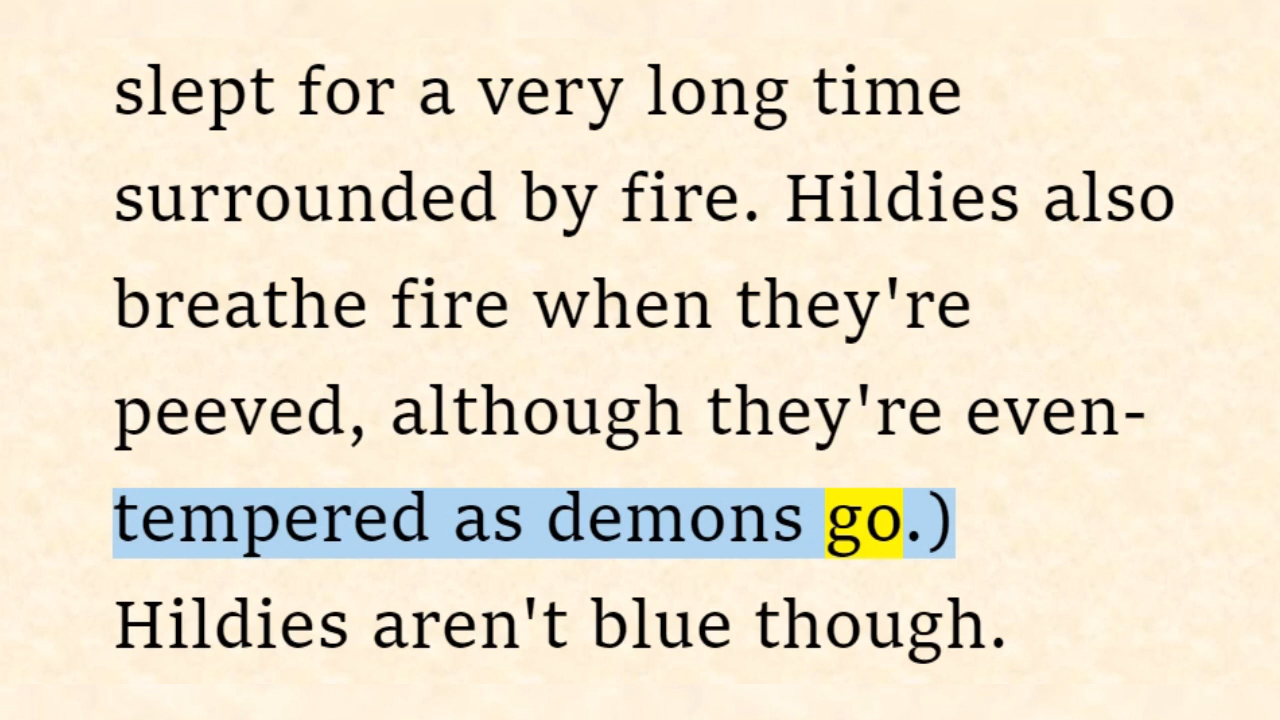 slept for a very long time
surrounded by fire. Hildies also
breathe fire when they're
peeved, although they're even-
tempered as demons go.)
Hildies aren't blue though.